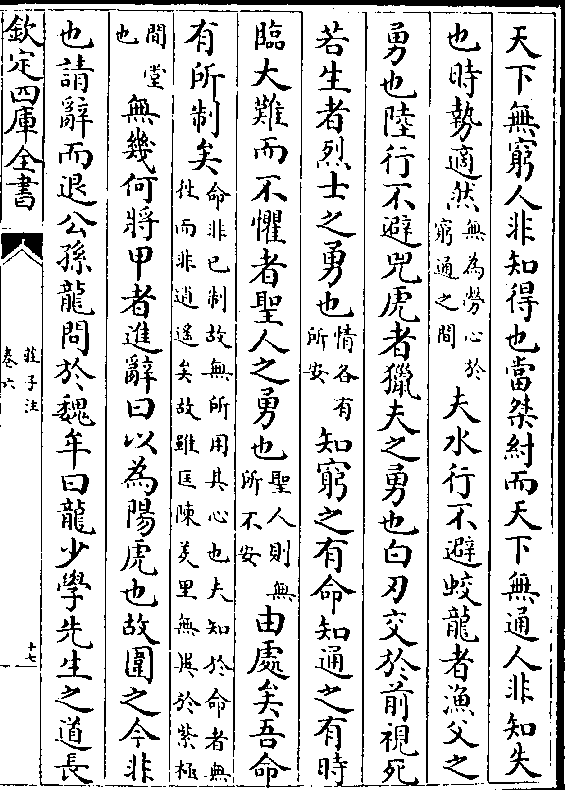 天下無窮人非知得也當桀紂而天下無通人非知失
也時勢適然無為勞心於窮通之間夫水行不避蛟龍者漁父之
勇也陸行不避兕虎者獵夫之勇也白刃交於前視死
若生者烈士之勇也情各有所安知窮之有命知通之有時
臨大難而不懼者聖人之勇也聖人則無所不安由處矣吾命
有所制矣命非已制故無所用其心也夫知於命者無往而非逍遙矣故雖匡陳羑里無異於紫極
間堂也無幾何將甲者進辭曰以為陽虎也故圍之今非
也請辭而退公孫龍問於魏牟曰龍少學先生之道長
欽定四庫全書
莊子注
卷六
十七